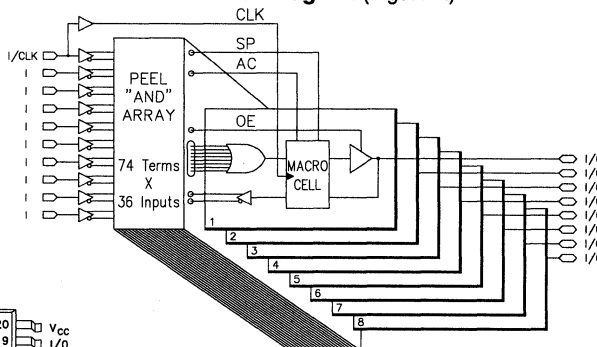 CLK
I/CLK
SP
I
AC
PEEL
"AND"
ARRAY
I
I
OE
I
I
74 Terms
X
36 Inputs
MACRO
CELL
I
I
I
I
1
2
3
4
5
6
7
8
I/
I/
I/
I/
I/
I/
I/
I/
20
VCC
9
I/O